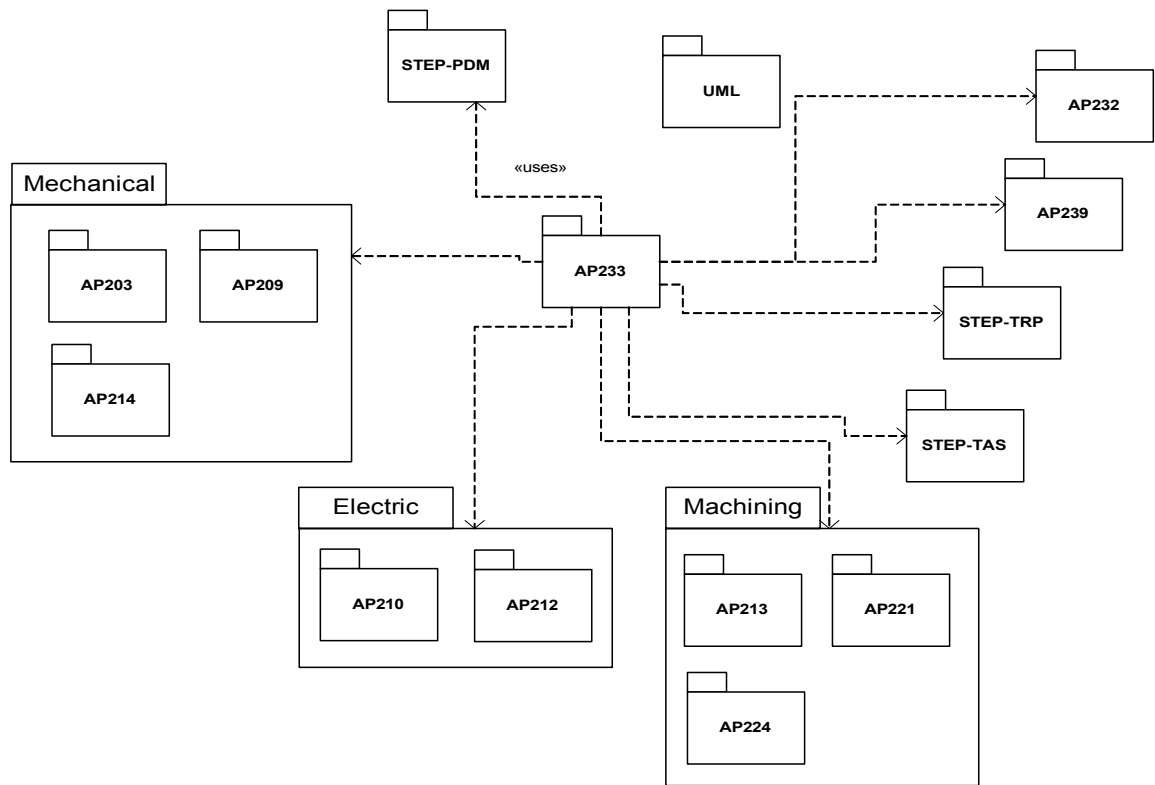 STEP-PDM
UML
AP232
«uses»
Mechanical
AP239
AP203
AP209
AP233
STEP-TRP
AP214
STEP-TAS
Electric
Machining
AP210
AP212
AP213
AP221
AP224